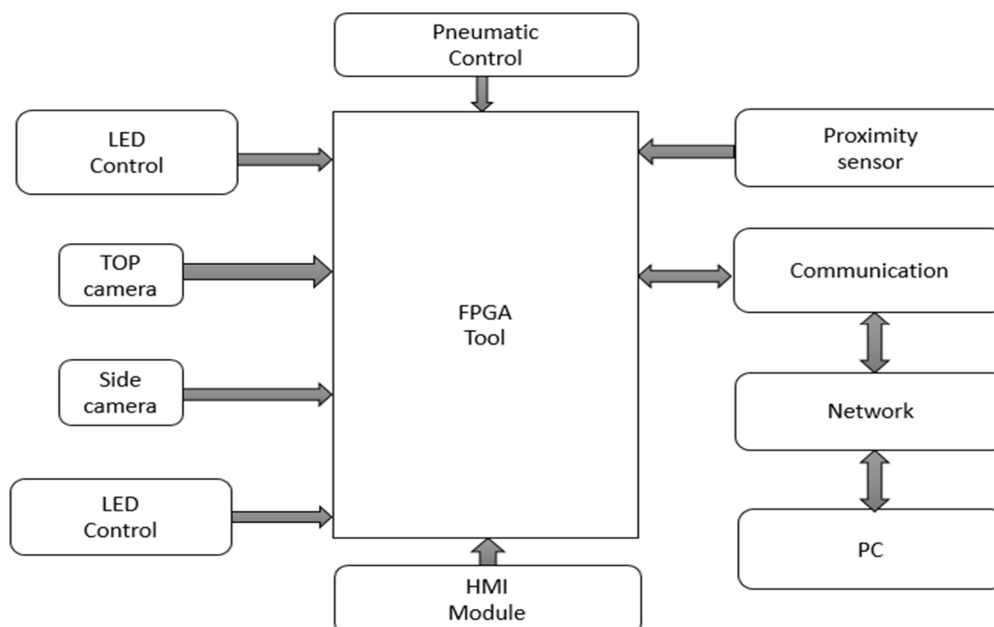 Pneumatic
Control
LED
Control
Proximity
sensor
TOP
camera
Communication
FPGA
Tool
Side
camera
Network
LED
Control
PC
HMI
Module